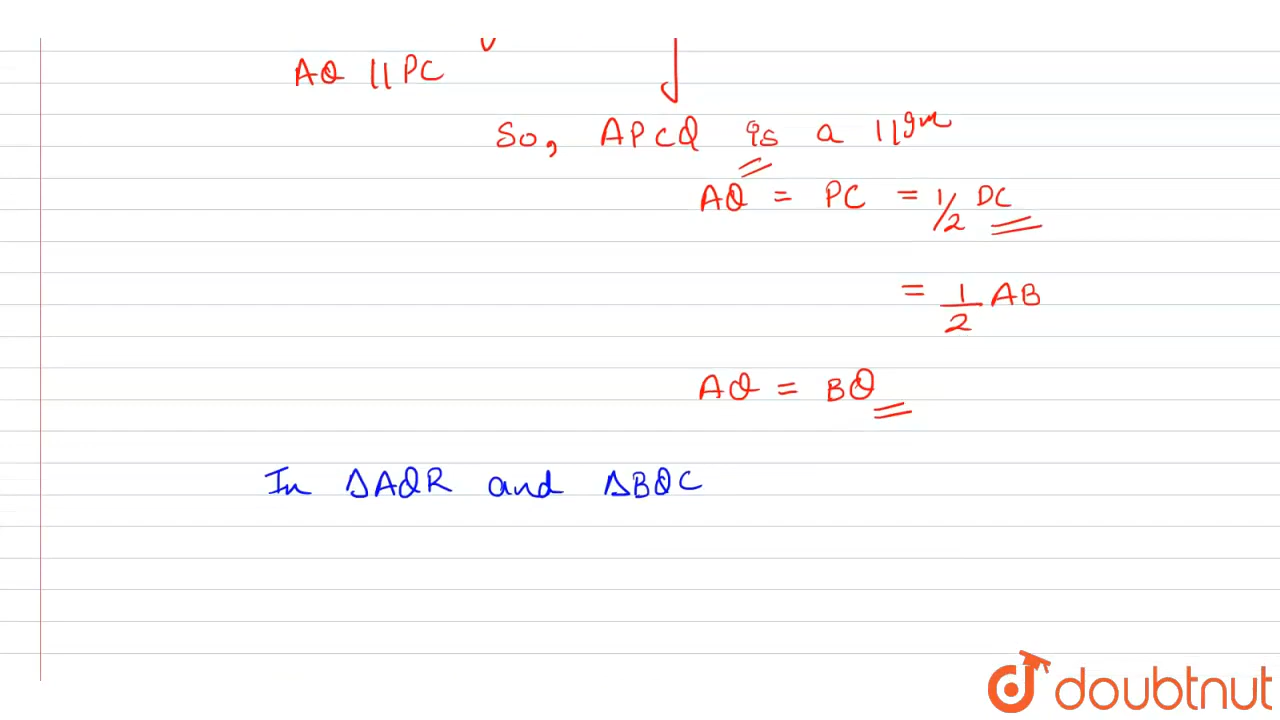 AQ || PC
So, APCQ is a ||gm
AQ = PC = 1/2 DC
= 1/2 AB
AQ = BQ
In ΔAQR and ΔBQC
doubtnut